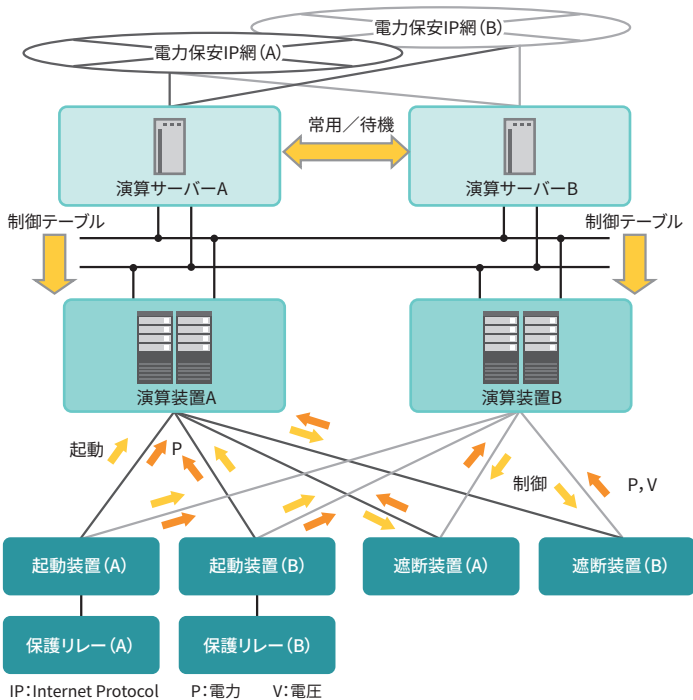 電力保安IP網(B)
電力保安IP網(A)
常用／待機
演算サーバーA
演算サーバーB
制御テーブル
制御テーブル
演算装置A
演算装置B
起動
P
制御
P，V
起動装置(A)
起動装置(B)
遮断装置(A)
遮断装置(B)
保護リレー(A)
保護リレー(B)
IP：Internet Protocol P：電力 V：電圧